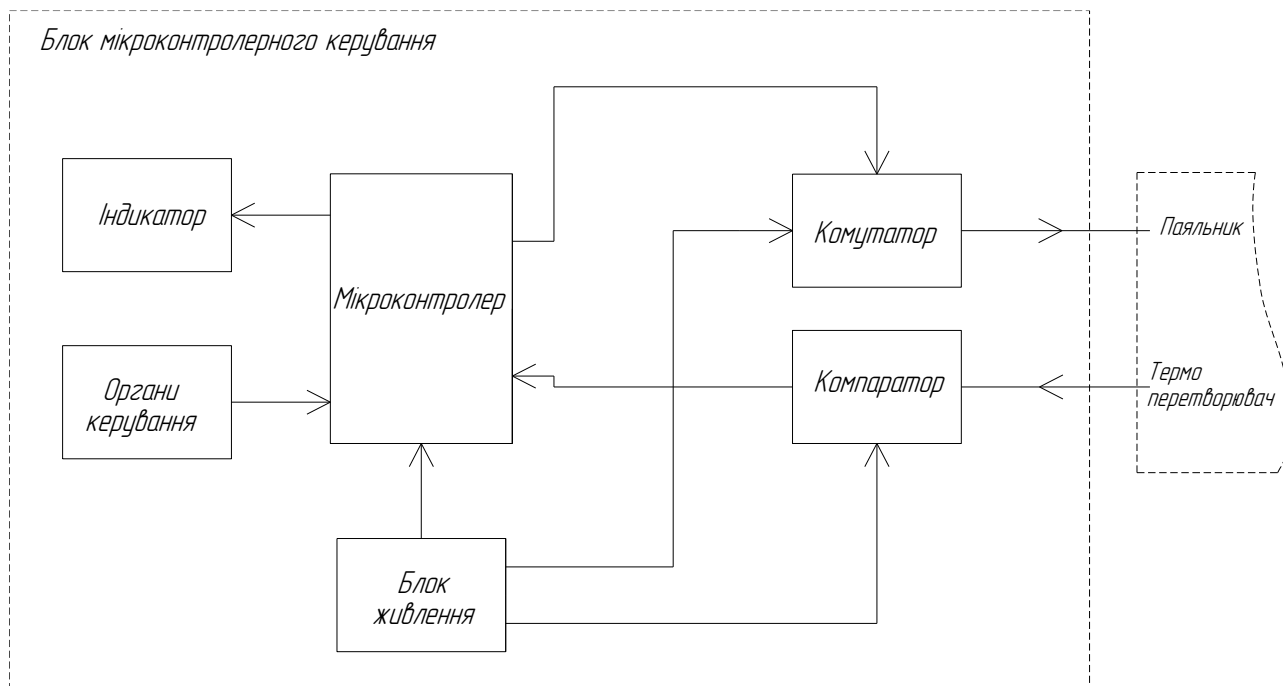 Блок мікроконтролерного керування
Індикатор
Мікроконтролер
Комутатор
Паяльник
Органи
керування
Компаратор
Термо
перетворювач
Блок
живлення